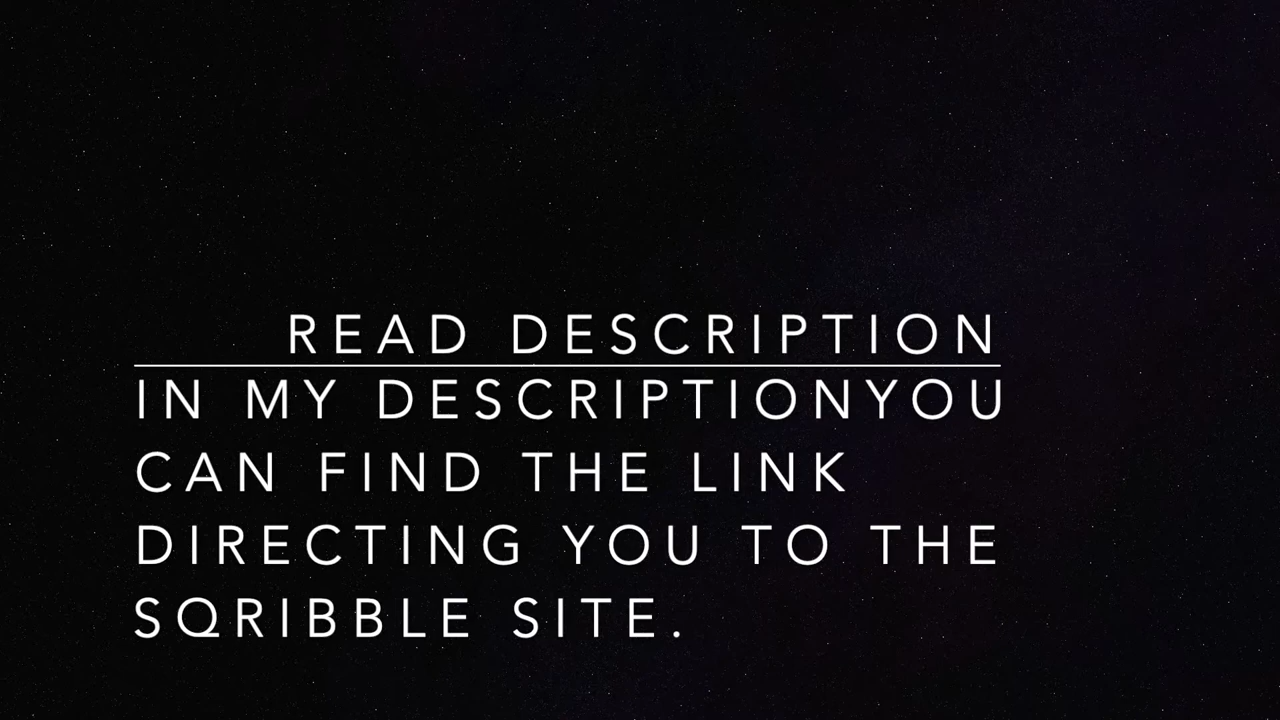 READ DESCRIPTION
IN MY DESCRIPTIONYOU
CAN FIND THE LINK
DIRECTING YOU TO THE
SQRIBBLE SITE.